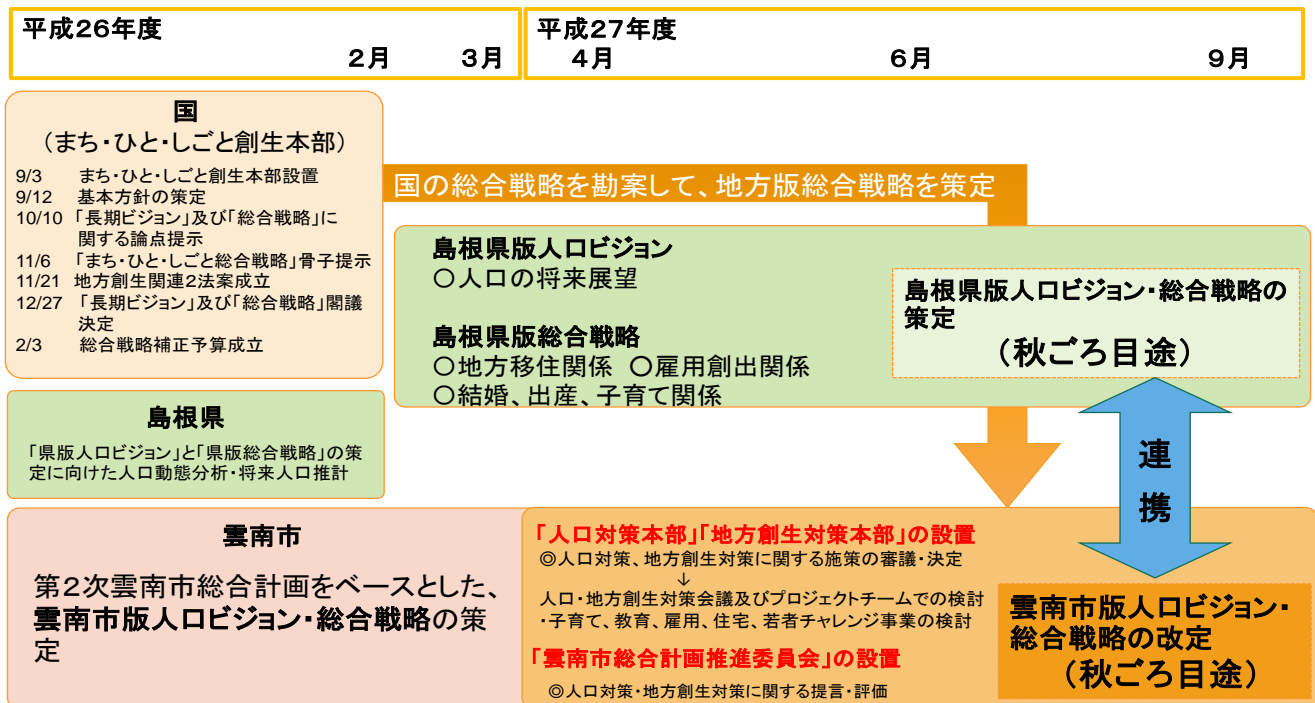 平成26年度
2月 3月
平成27年度
4月 6月 9月
国
(まち・ひと・しごと創生本部)
9/3 まち・ひと・しごと創生本部設置
9/12 基本方針の策定
10/10 「長期ビジョン」及び「総合戦略」に
関する論点提示
11/6 「まち・ひと・しごと総合戦略」骨子提示
11/21 地方創生関連2法案成立
12/27 「長期ビジョン」及び「総合戦略」閣議
決定
2/3 総合戦略補正予算成立
国の総合戦略を勘案して、地方版総合戦略を策定
島根県版人口ビジョン
○人口の将来展望
島根県版総合戦略
○地方移住関係 ○雇用創出関係
○結婚、出産、子育て関係
島根県版人口ビジョン・総合戦略の
策定
(秋ごろ目途)
島根県
「県版人口ビジョン」と「県版総合戦略」の策
定に向けた人口動態分析・将来人口推計
連
携
雲南市
第2次雲南市総合計画をベースとした、
雲南市版人口ビジョン・総合戦略の策
定
「人口対策本部」「地方創生対策本部」の設置
◎人口対策、地方創生対策に関する施策の審議・決定
↓
人口・地方創生対策会議及びプロジェクトチームでの検討
・子育て、教育、雇用、住宅、若者チャレンジ事業の検討
「雲南市総合計画推進委員会」の設置
◎人口対策・地方創生対策に関する提言・評価
雲南市版人口ビジョン・
総合戦略の改定
(秋ごろ目途)